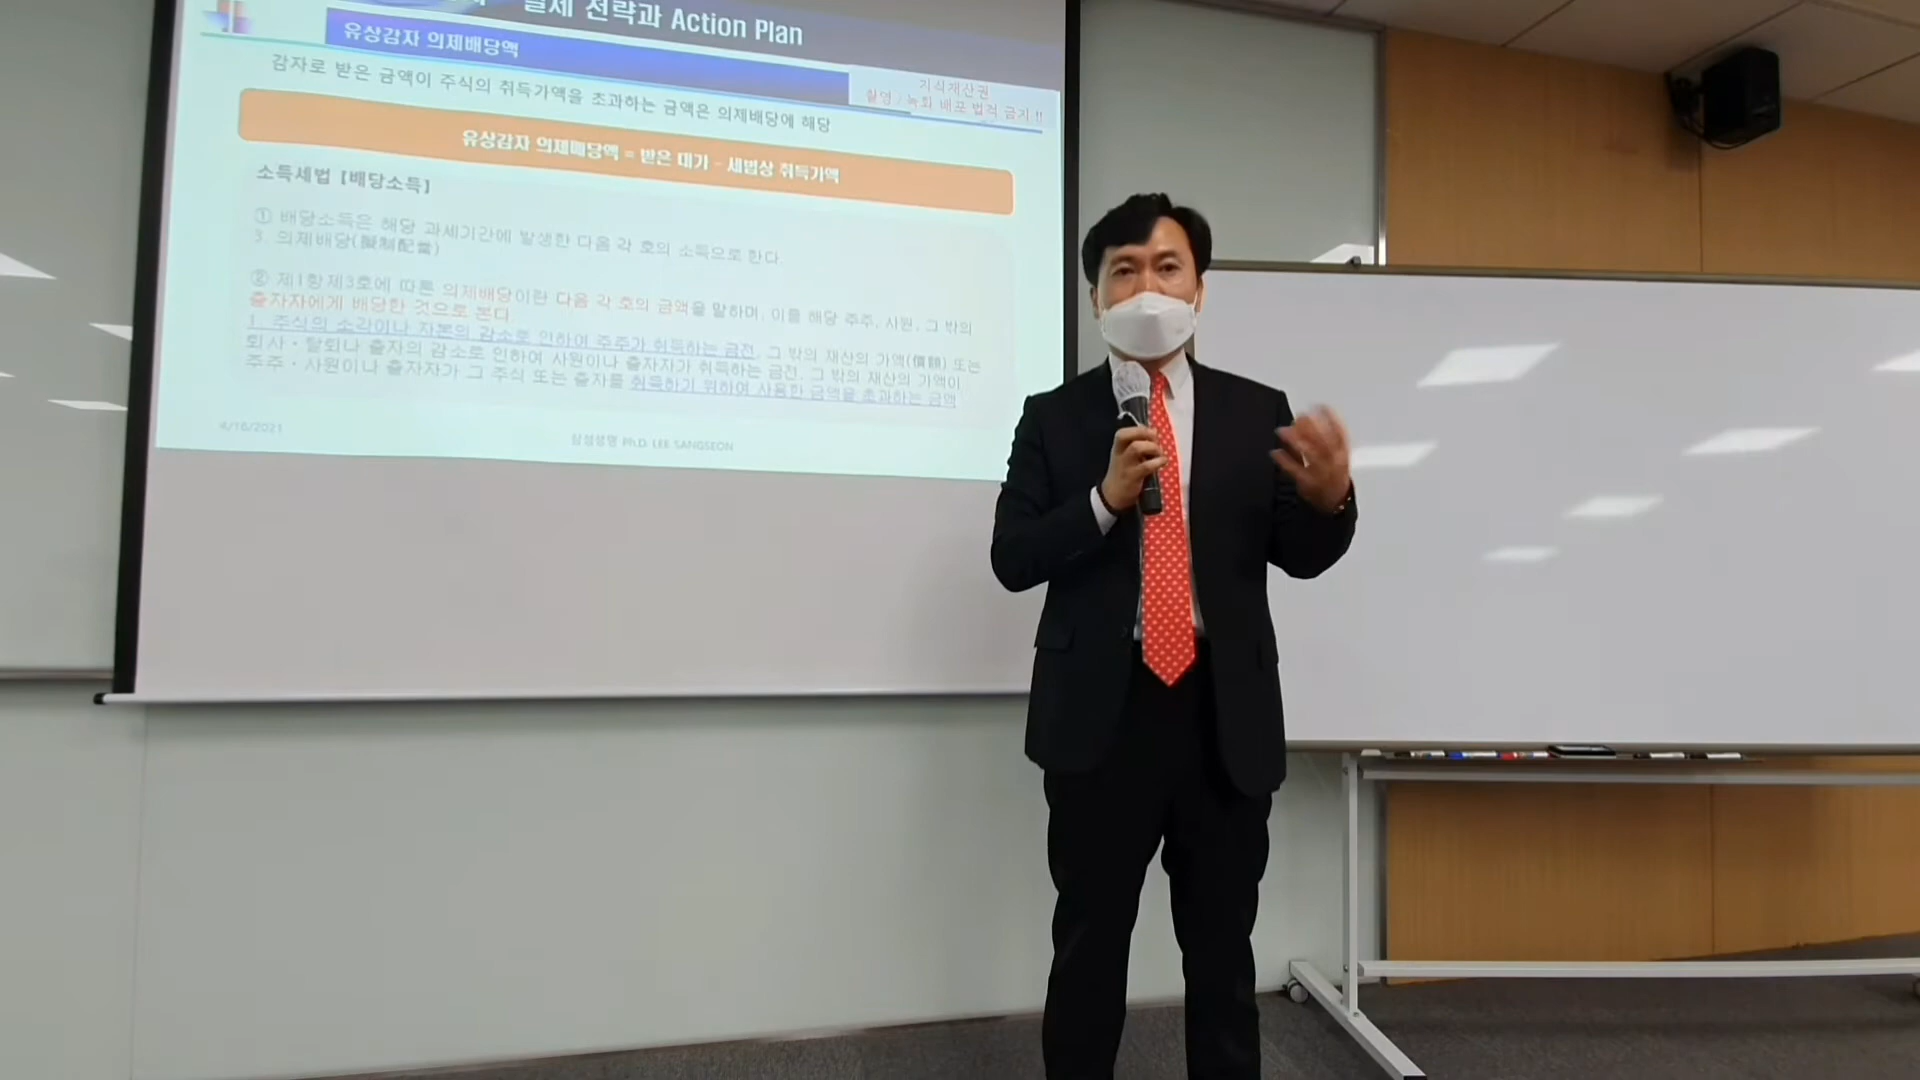 절세 전략과 Action Plan
유상감자 의제배당액
지식재산권
촬영 / 녹화 배포 법적 금지 !!
감자로 받은 금액이 주식의 취득가액을 초과하는 금액은 의제배당에 해당
유상감자 의제배당액 = 받은 대가 - 세법상 취득가액
소득세법 [배당소득]
① 배당소득은 해당 과세기간에 발생한 다음 각 호의 소득으로 한다.
3. 의제배당(擬制配當)
② 제1항제3호에 따른 의제배당이란 다음 각 호의 금액을 말하며, 이를 해당 주주, 사원, 그 밖의
출자자에게 배당한 것으로 본다.
1. 주식의 소각이나 자본의 감소로 인하여 주주가 취득하는 금전, 그 밖의 재산의 가액(價額) 또는
회사ㆍ탈퇴나 출자의 감소로 인하여 사원이나 출자자가 취득하는 금전, 그 밖의 재산의 가액이
주주ㆍ사원이나 출자자가 그 주식 또는 출자를 취득하기 위하여 사용한 금액을 초과하는 금액
4/16/2021
삼성생명 Ph.D. LEE SANGSEON